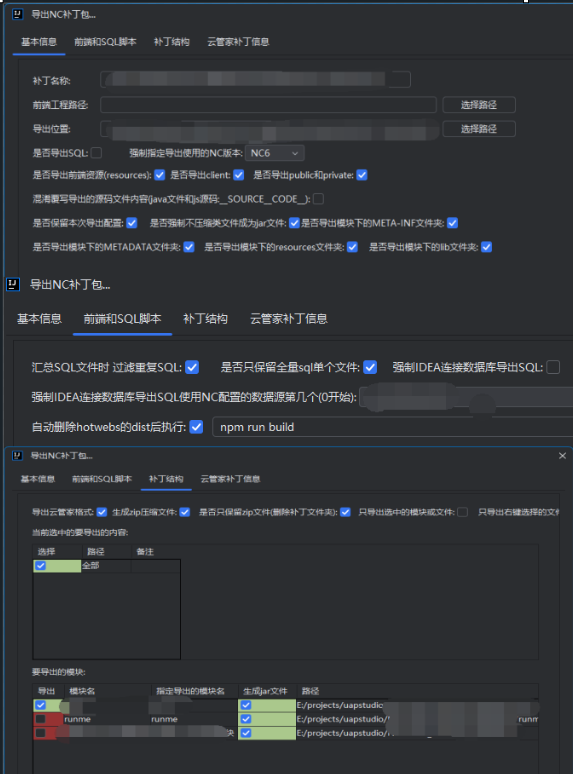 导出NC补丁包...
基本信息 前端和SQL脚本 补丁结构 云管家补丁信息
补丁名称:
前端工程路径: 选择路径
导出位置: 选择路径
是否导出SQL: 强制指定导出使用的NC版本: NC6
是否导出前端资源(resources): 是否导出client: 是否导出public和private:
混淆覆写导出的源码文件内容(java文件和js源码:__SOURCE__CODE__):
是否保留本次导出配置: 是否强制不压缩类文件成为jar文件: 是否导出模块下的META-INF文件夹:
是否导出模块下的METADATA文件夹: 是否导出模块下的resources文件夹: 是否导出模块下的lib文件夹:
导出NC补丁包...
基本信息 前端和SQL脚本 补丁结构 云管家补丁信息
汇总SQL文件时 过滤重复SQL: 是否只保留全量sql单个文件: 强制IDEA连接数据库导出SQL:
强制IDEA连接数据库导出SQL使用NC配置的数据源第几个(0开始):
自动删除hotwebs的dist后执行: npm run build
导出NC补丁包...
基本信息 前端和SQL脚本 补丁结构 云管家补丁信息
导出云管家格式: 生成zip压缩文件: 是否只保留zip文件(删除补丁文件夹): 只导出选中的模块或文件: 只导出右键选择的文件
当前选中的要导出的内容:
选择 路径 备注
全部
要导出的模块:
导出 模块名 指定导出的模块名 生成jar文件 路径
E:/projects/uapstudio
runme runme E:/projects/uapstudio/ runm
块 E:/projects/uapstudio/